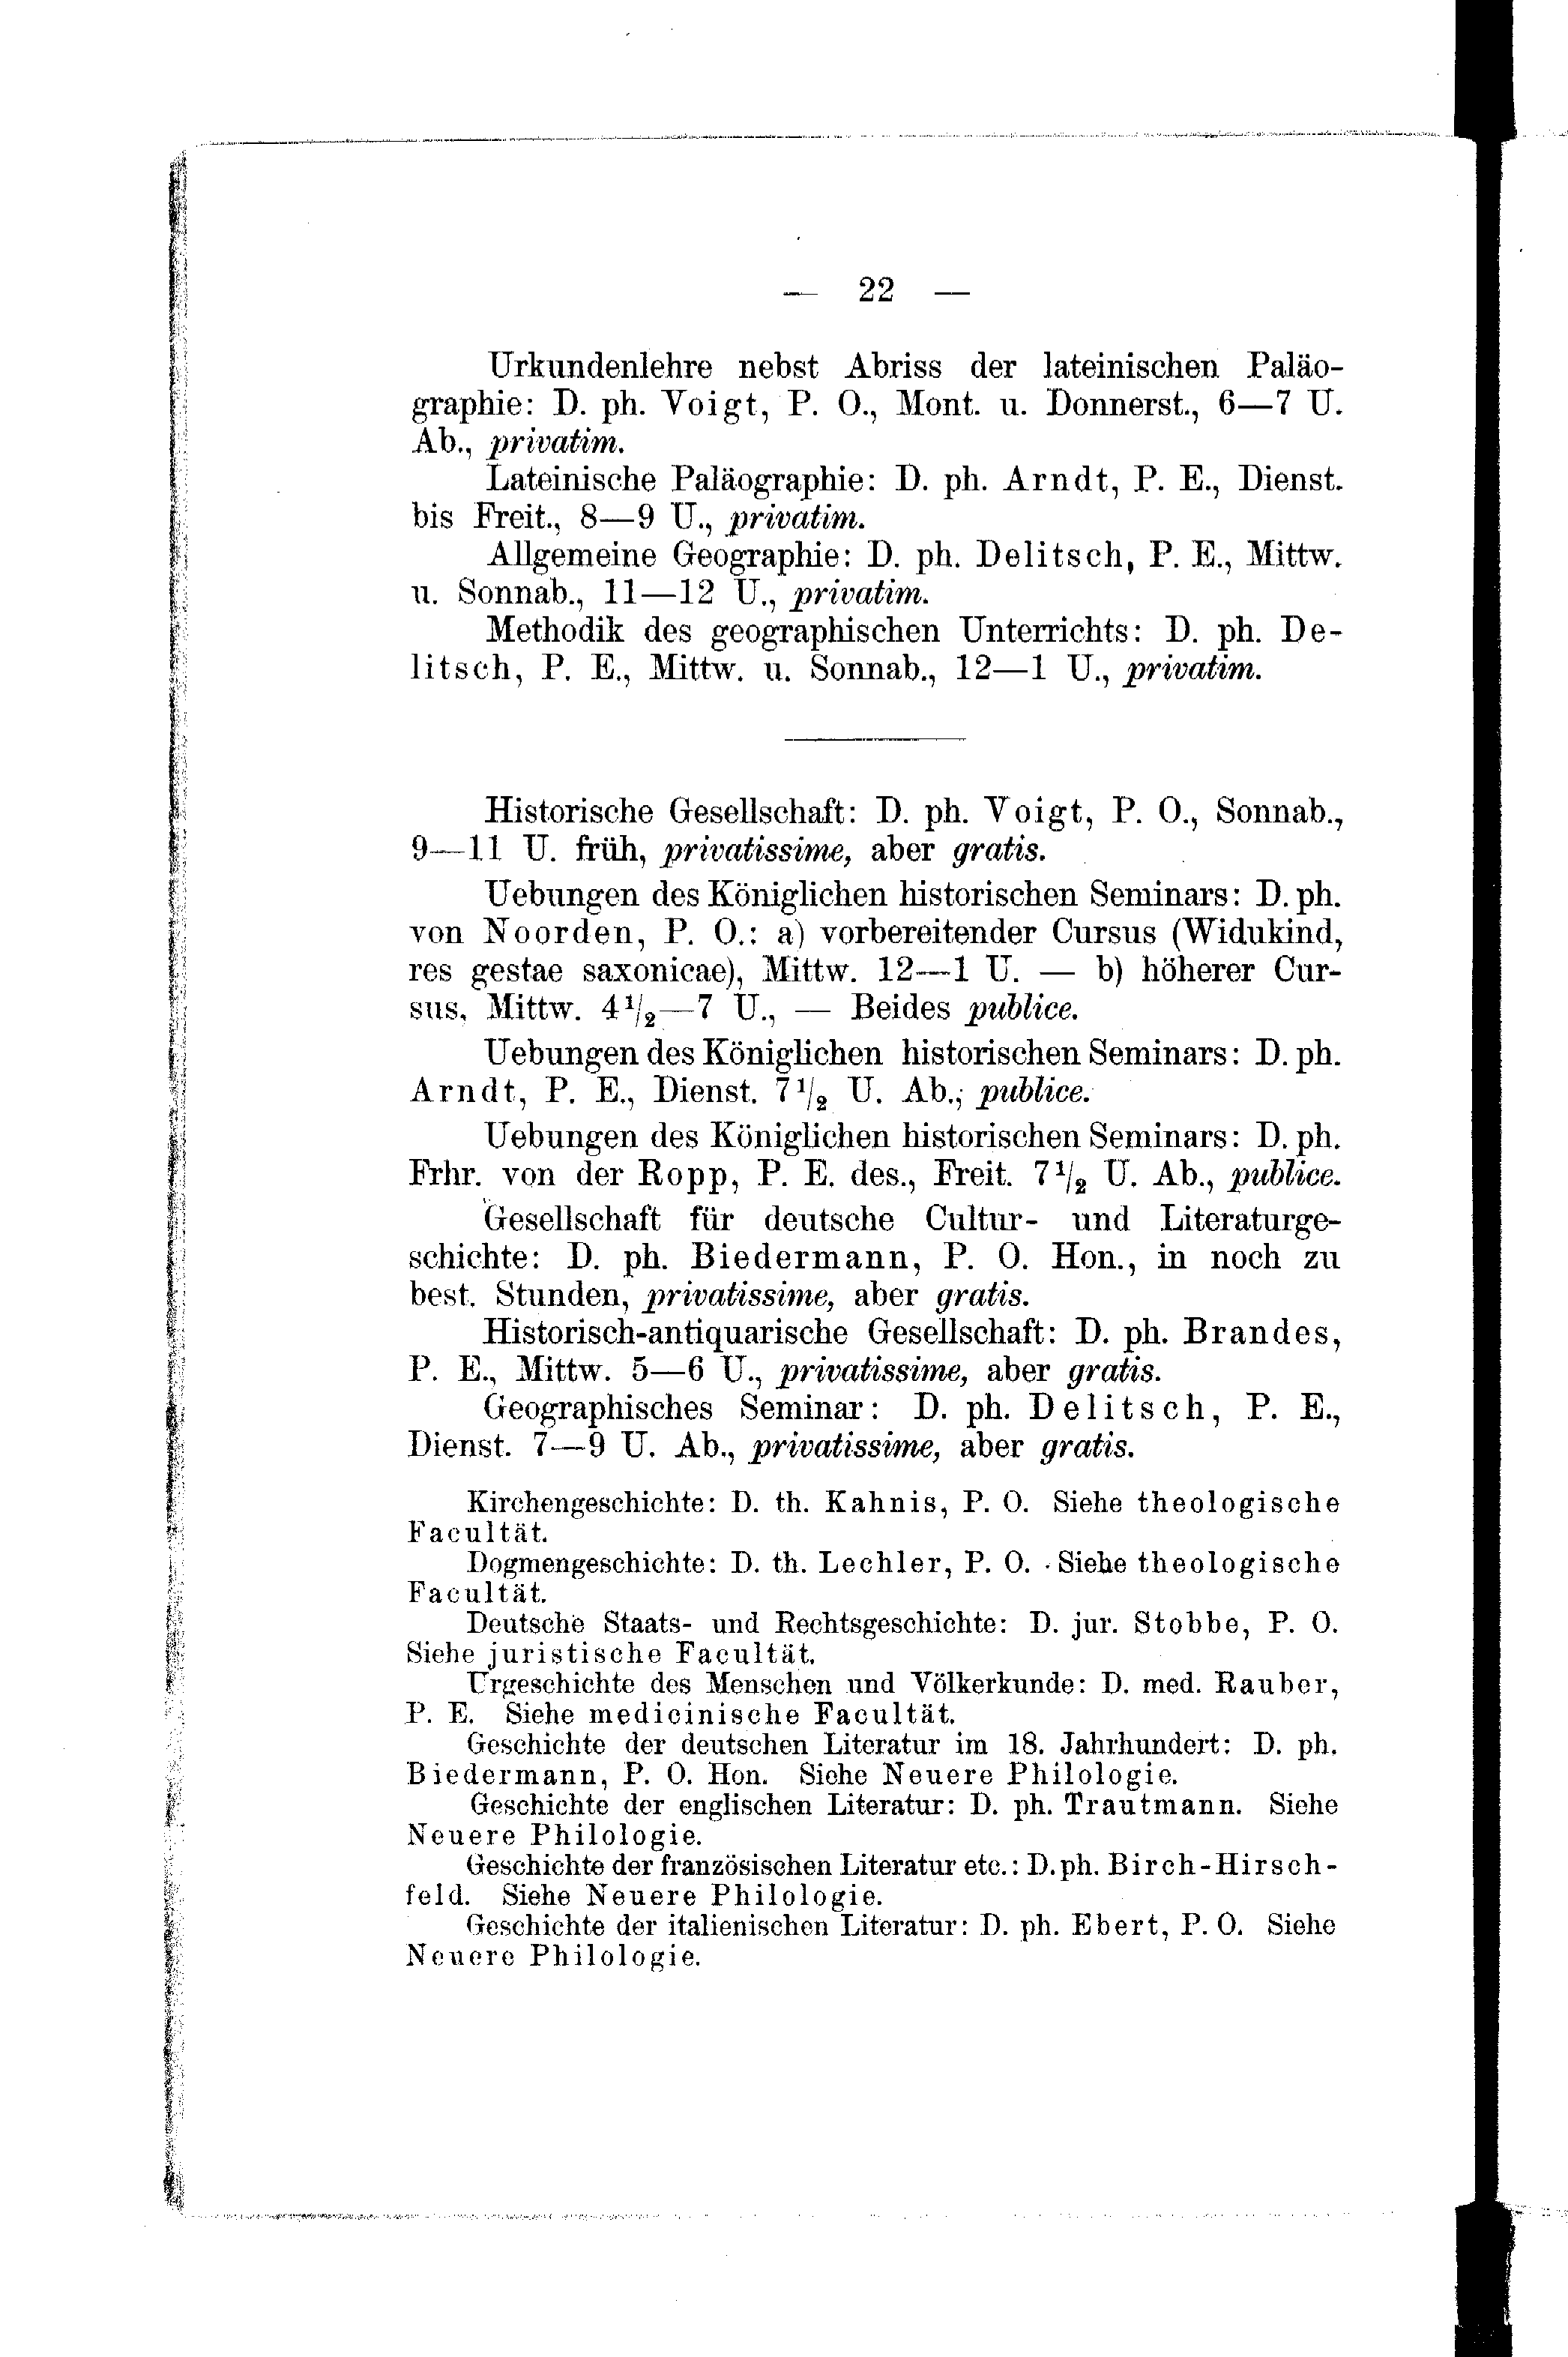 — 22 —
Urkundenlehre nebst Abriss der lateinischen Paläo-
graphie: D. ph. Voigt, P. O., Mont. u. Donnerst., 6—7 U.
Ab., privatim.
Lateinische Paläographie: D. ph. Arndt, P. E., Dienst.
bis Freit., 8—9 U., privatim.
Allgemeine Geographie: D. ph. Delitsch, P. E., Mittw.
u. Sonnab., 11—12 U., privatim.
Methodik des geographischen Unterrichts: D. ph. De-
litsch, P. E., Mittw. u. Sonnab., 12—1 U., privatim.
Historische Gesellschaft: D. ph. Voigt, P. O., Sonnab.,
9—11 U. früh, privatissime, aber gratis.
Uebungen des Königlichen historischen Seminars: D. ph.
von Noorden, P. O.: a) vorbereitender Cursus (Widukind,
res gestae saxonicae), Mittw. 12—1 U. — b) höherer Cur-
sus, Mittw. 4 1/2—7 U., — Beides publice.
Uebungen des Königlichen historischen Seminars: D. ph.
Arndt, P. E., Dienst. 7 1/2 U. Ab., publice.
Uebungen des Königlichen historischen Seminars: D. ph.
Frhr. von der Ropp, P. E. des., Freit. 7 1/2 U. Ab., publice.
Gesellschaft für deutsche Cultur- und Literaturge-
schichte: D. ph. Biedermann, P. O. Hon., in noch zu
best. Stunden, privatissime, aber gratis.
Historisch-antiquarische Gesellschaft: D. ph. Brandes,
P. E., Mittw. 5—6 U., privatissime, aber gratis.
Geographisches Seminar: D. ph. Delitsch, P. E.,
Dienst. 7—9 U. Ab., privatissime, aber gratis.
Kirchengeschichte: D. th. Kahnis, P. O. Siehe theologische
Facultät.
Dogmengeschichte: D. th. Lechler, P. O. Siehe theologische
Facultät.
Deutsche Staats- und Rechtsgeschichte: D. jur. Stobbe, P. O.
Siehe juristische Facultät.
Urgeschichte des Menschen und Völkerkunde: D. med. Rauber,
P. E. Siehe medicinische Facultät.
Geschichte der deutschen Literatur im 18. Jahrhundert: D. ph.
Biedermann, P. O. Hon. Siehe Neuere Philologie.
Geschichte der englischen Literatur: D. ph. Trautmann. Siehe
Neuere Philologie.
Geschichte der französischen Literatur etc.: D. ph. Birch-Hirsch-
feld. Siehe Neuere Philologie.
Geschichte der italienischen Literatur: D. ph. Ebert, P. O. Siehe
Neuere Philologie.